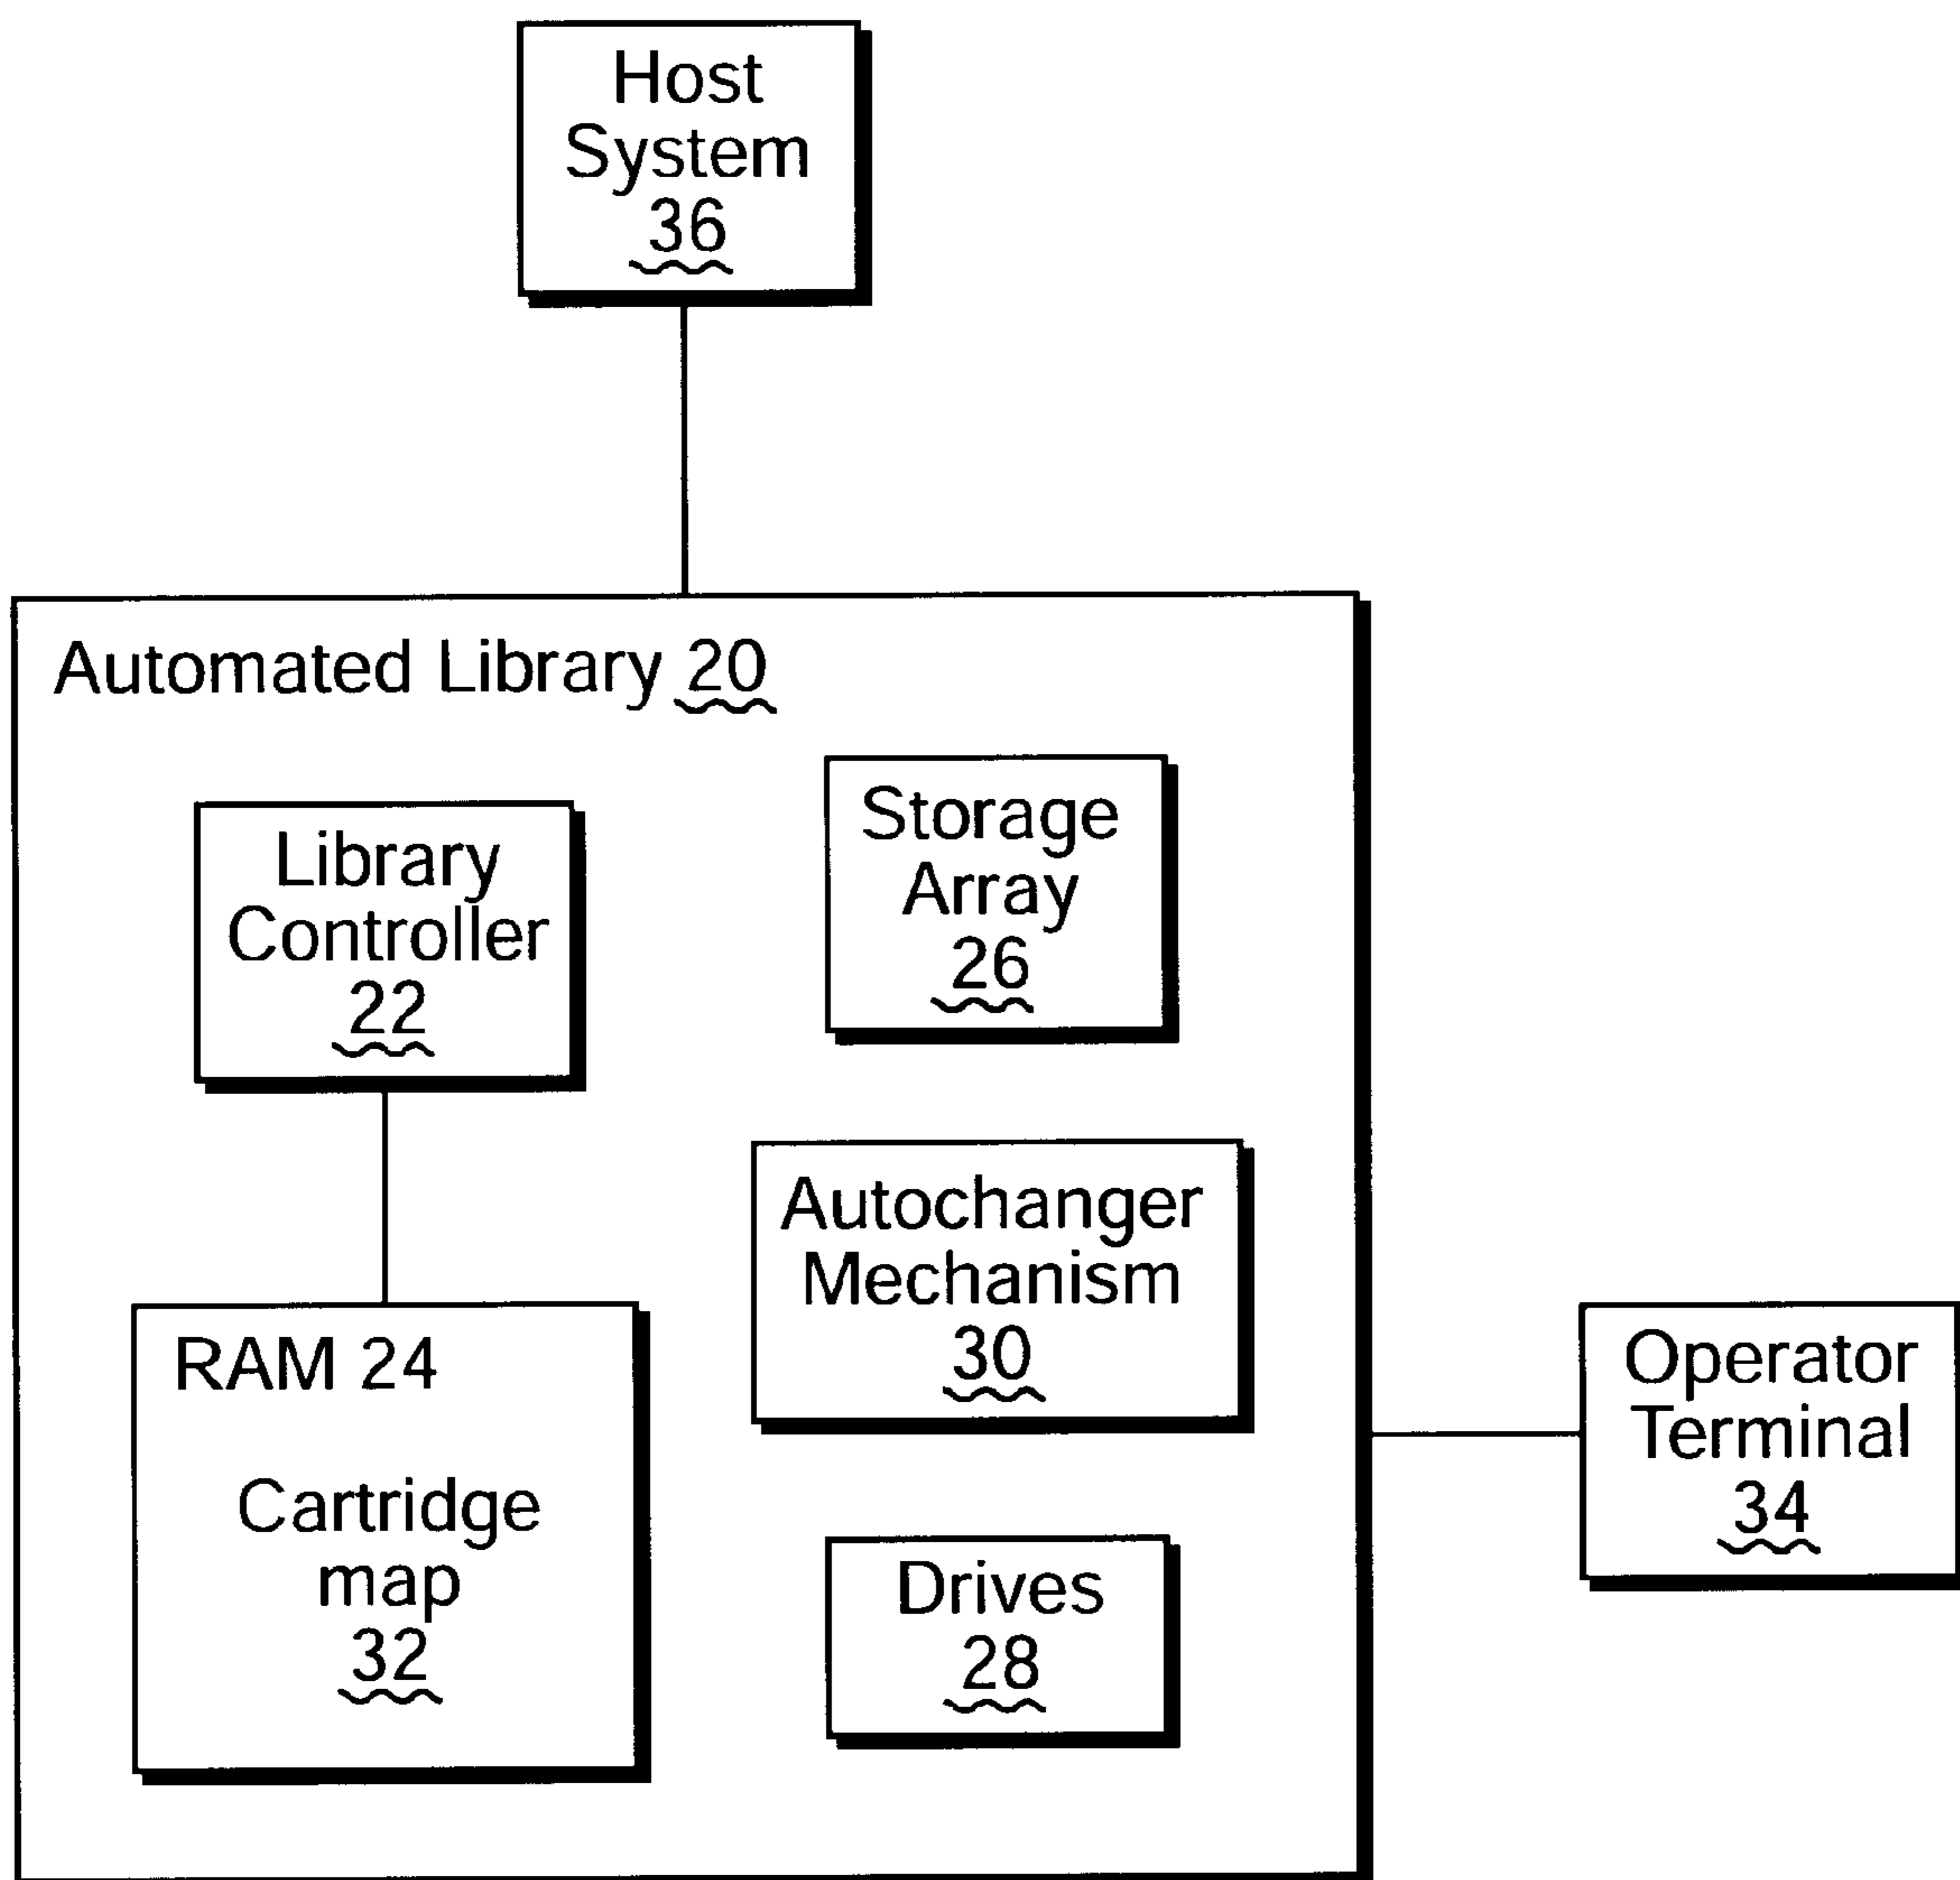 Host
System
36
Automated Library 20
Library
Controller
22
Storage
Array
26
Autochanger
Mechanism
30
RAM 24
Cartridge
map
32
Drives
28
Operator
Terminal
34